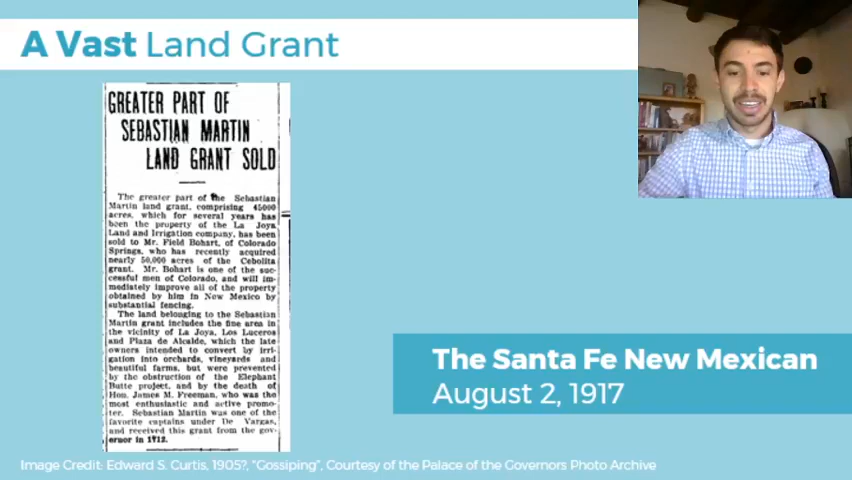 A Vast Land Grant
GREATER PART OF
SEBASTIAN MARTIN
LAND GRANT SOLD
The greater part of the Sebastian
Martin land grant, comprising 45000
acres, which for several years has
been the property of the La Joya
Land and Irrigation company, has been
sold to Mr. Field Bohart, of Colorado
Springs, who has recently acquired
nearly 50,000 acres of the Cebolita
grant. Mr. Bohart is one of the suc-
cessful men of Colorado, and will im-
mediately improve all of the property
obtained by him in New Mexico by
substantial fencing.
The land belonging to the Sebastian
Martin grant includes the fine area in
the vicinity of La Joya, Los Luceros
and Plaza de Alcalde, which the late
owners intended to convert by irri-
gation into orchards, vineyards and
beautiful farms, but were prevented
by the obstruction of the Elephant
Butte project, and by the death of
Hon. James M. Freeman, who was the
most enthusiastic and active promo-
ter. Sebastian Martin was one of the
favorite captains under De Vargas,
and received this grant from the gov-
ernor in 1712.
The Santa Fe New Mexican
August 2, 1917
Image Credit: Edward S. Curtis, 1905?, "Gossiping", Courtesy of the Palace of the Governors Photo Archive